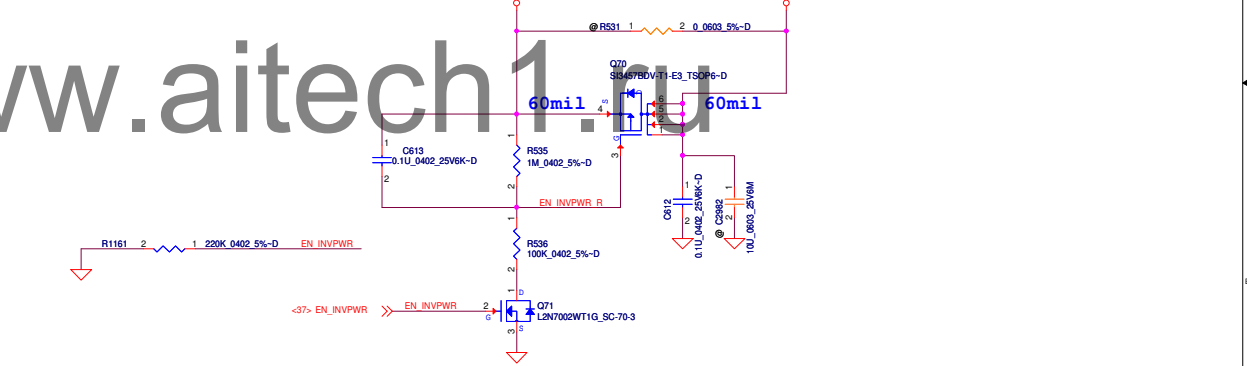 @ R531 1 2 0_0603_5%~D
Q70
SI3457BDV-T1-E3_TSOP6~D
www.aitech1.ru
60mil
60mil
4
S
D
6
5
2
1
G
3
1
C613
0.1U_0402_25V6K~D
2
1
R535
1M_0402_5%~D
2
EN_INVPWR_R
1
C612
0.1U_0402_25V6K~D
2
1
@ C2982
10U_0603_25V6M
2
1
R536
100K_0402_5%~D
2
R1161 2 1 220K_0402_5%~D EN_INVPWR
<37> EN_INVPWR EN_INVPWR 2
G
1
D
Q71
L2N7002WT1G_SC-70-3
3
S